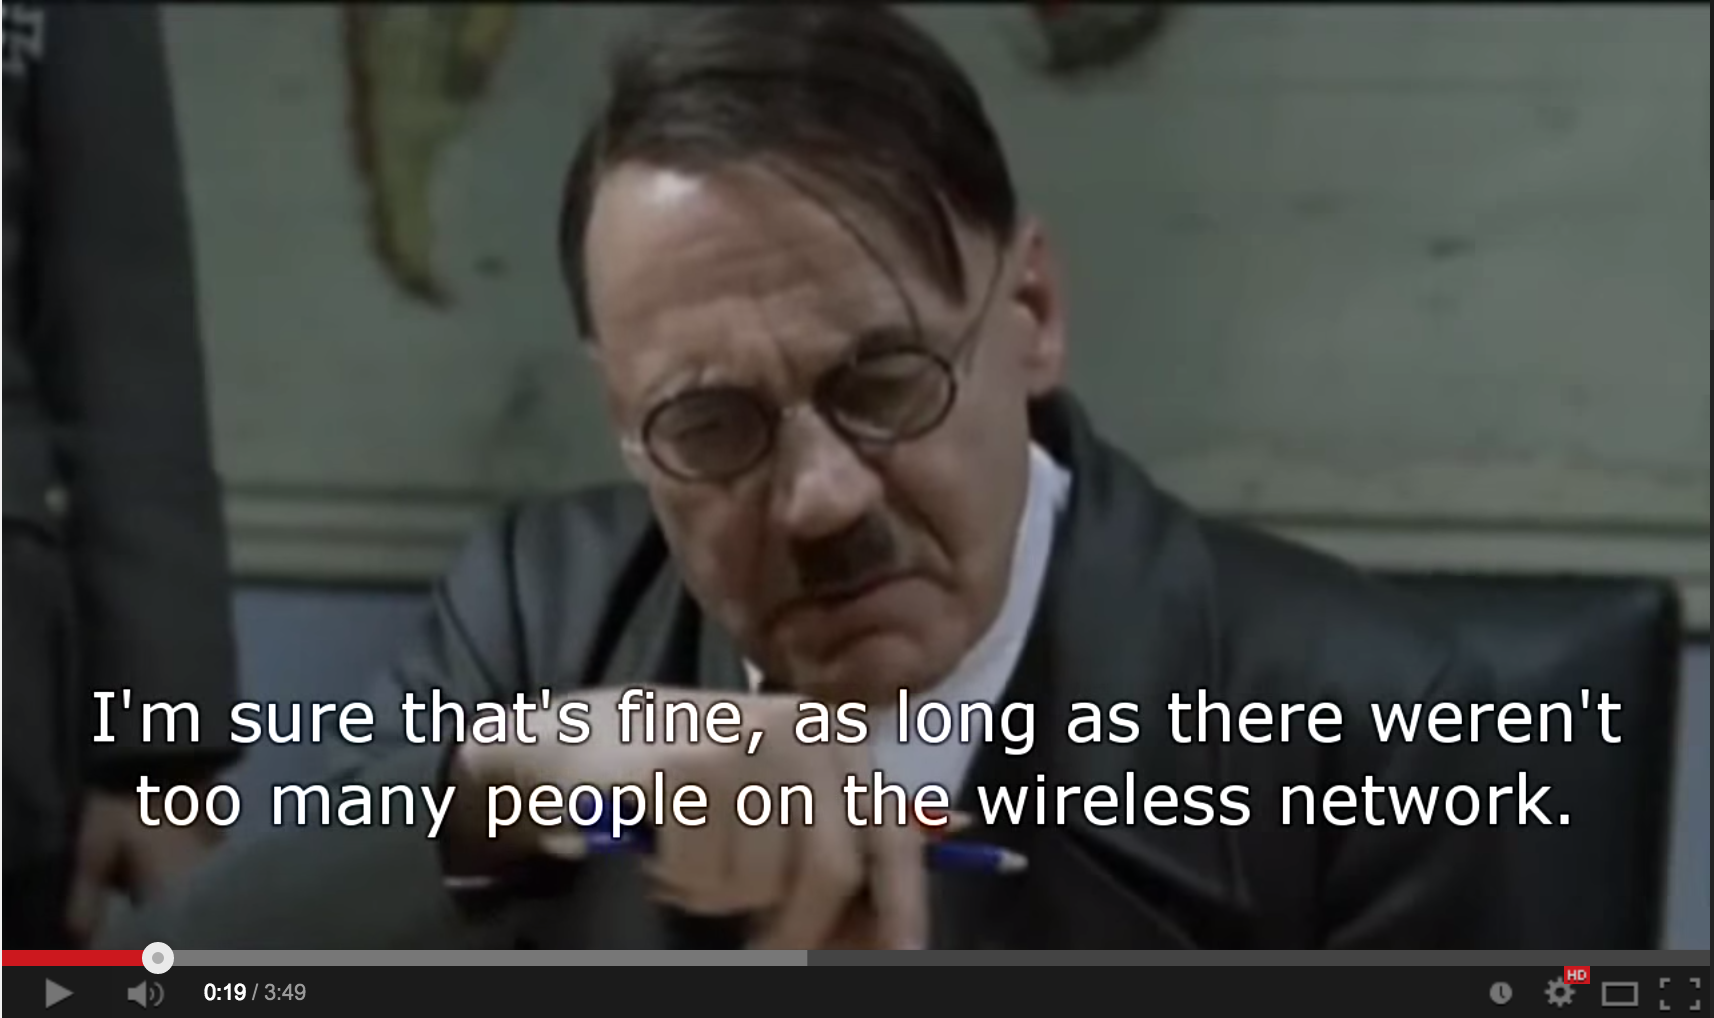 I'm sure that's fine, as long as there weren't
too many people on the wireless network.
HD
0:19 / 3:49